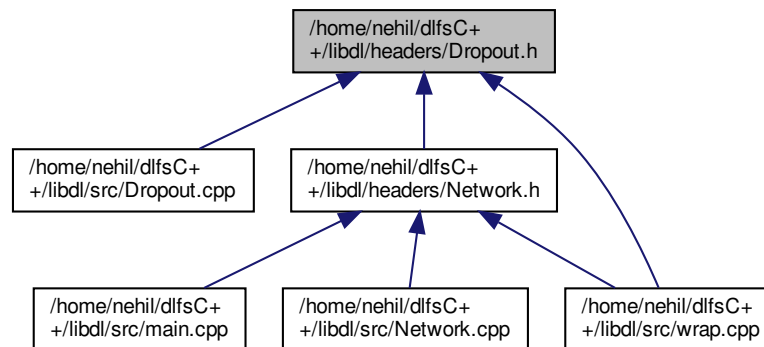 /home/nehil/dlfsC+
+/libdl/headers/Dropout.h
/home/nehil/dlfsC+
+/libdl/src/Dropout.cpp
/home/nehil/dlfsC+
+/libdl/headers/Network.h
/home/nehil/dlfsC+
+/libdl/src/main.cpp
/home/nehil/dlfsC+
+/libdl/src/Network.cpp
/home/nehil/dlfsC+
+/libdl/src/wrap.cpp